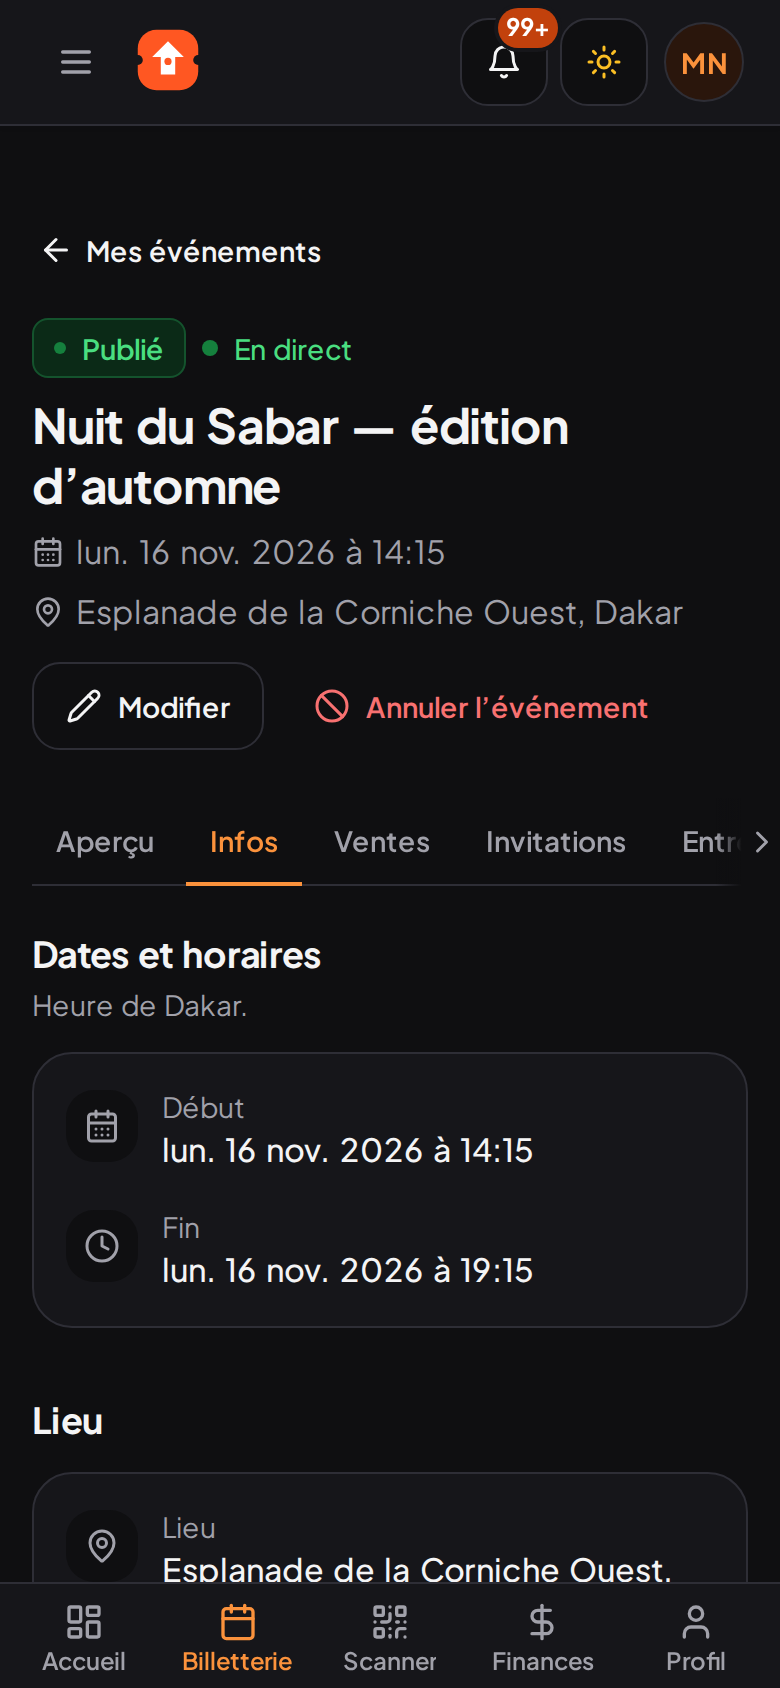 99+
MN
Mes événements
Publié
En direct
Nuit du Sabar — édition
d’automne
lun. 16 nov. 2026 à 14:15
Esplanade de la Corniche Ouest, Dakar
Modifier
Annuler l’événement
Aperçu
Infos
Ventes
Invitations
Dates et horaires
Heure de Dakar.
Début
lun. 16 nov. 2026 à 14:15
Fin
lun. 16 nov. 2026 à 19:15
Lieu
Lieu
Esplanade de la Corniche Ouest,
Accueil
Billetterie
Scanner
Finances
Profil